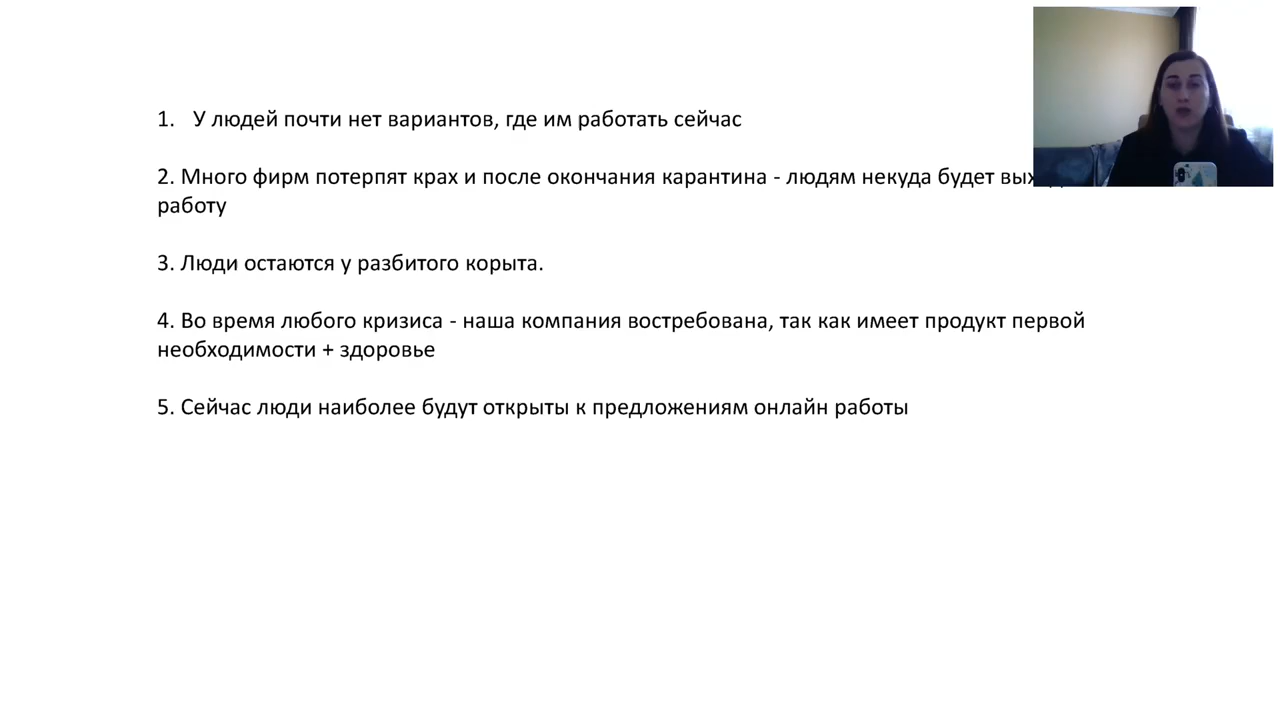 1. У людей почти нет вариантов, где им работать сейчас
2. Много фирм потерпят крах и после окончания карантина - людям некуда будет
работу
3. Люди остаются у разбитого корыта.
4. Во время любого кризиса - наша компания востребована, так как имеет продукт первой
необходимости + здоровье
5. Сейчас люди наиболее будут открыты к предложениям онлайн работы